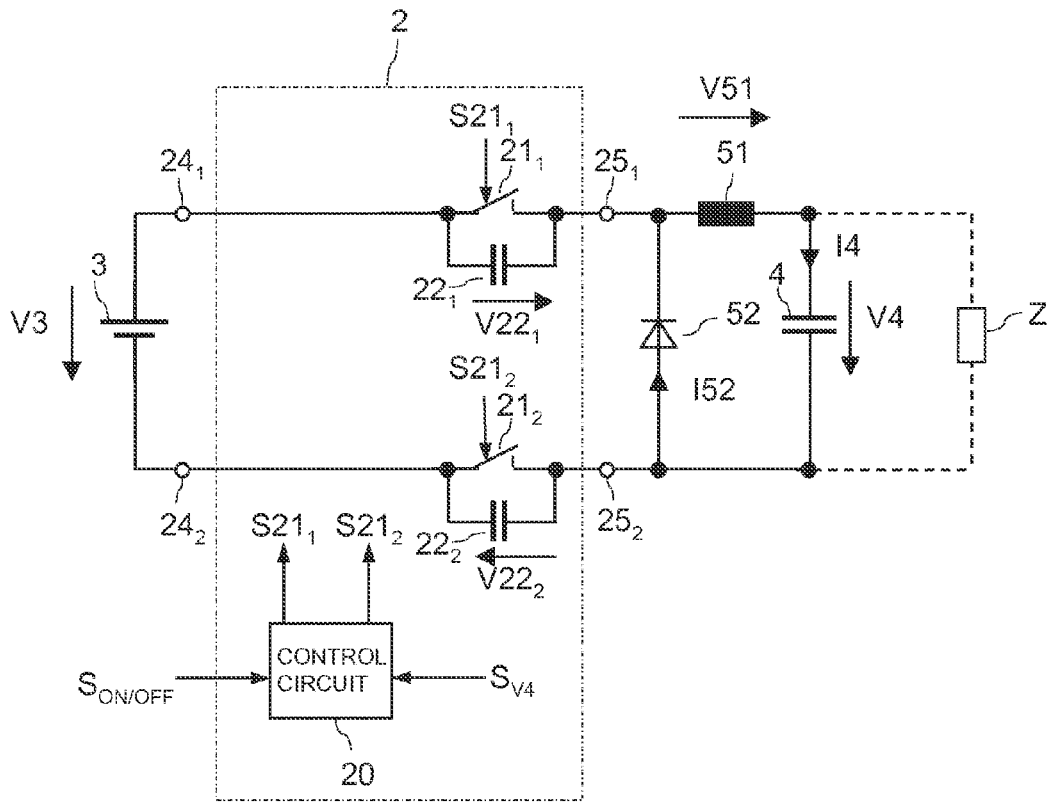 2
V51
S21₁
24₁
21₁
25₁
51
3
I4
22₁
4
V3
V22₁
52
V4
Z
S21₂
I52
21₂
24₂
S21₁
S21₂
22₂
25₂
V22₂
CONTROL
CIRCUIT
S_ON/OFF
S_V4
20